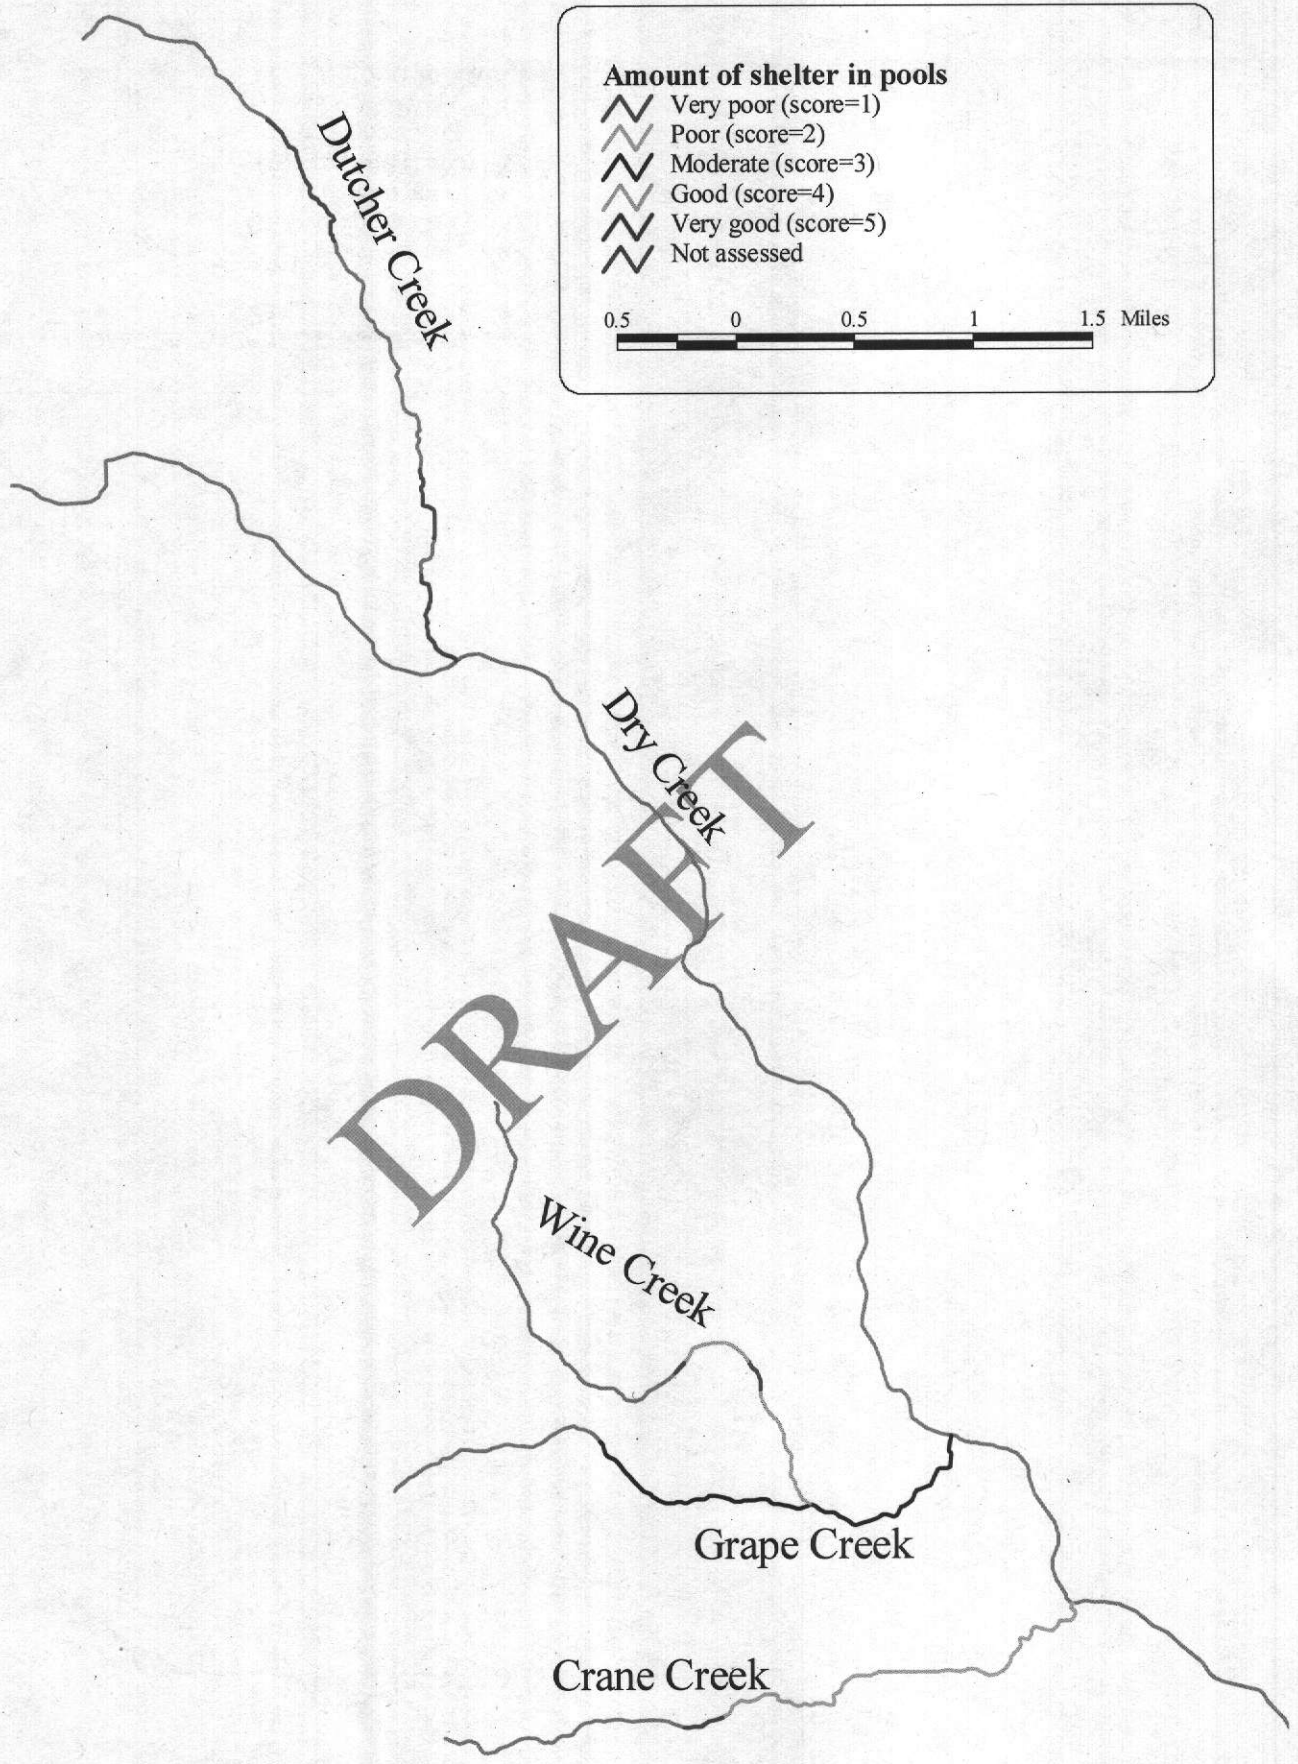 Amount of shelter in pools
Very poor (score=1)
Poor (score=2)
Moderate (score=3)
Good (score=4)
Very good (score=5)
Not assessed
0.5 0 0.5 1 1.5 Miles
Dutcher Creek
Dry Creek
DRAFT
Wine Creek
Grape Creek
Crane Creek